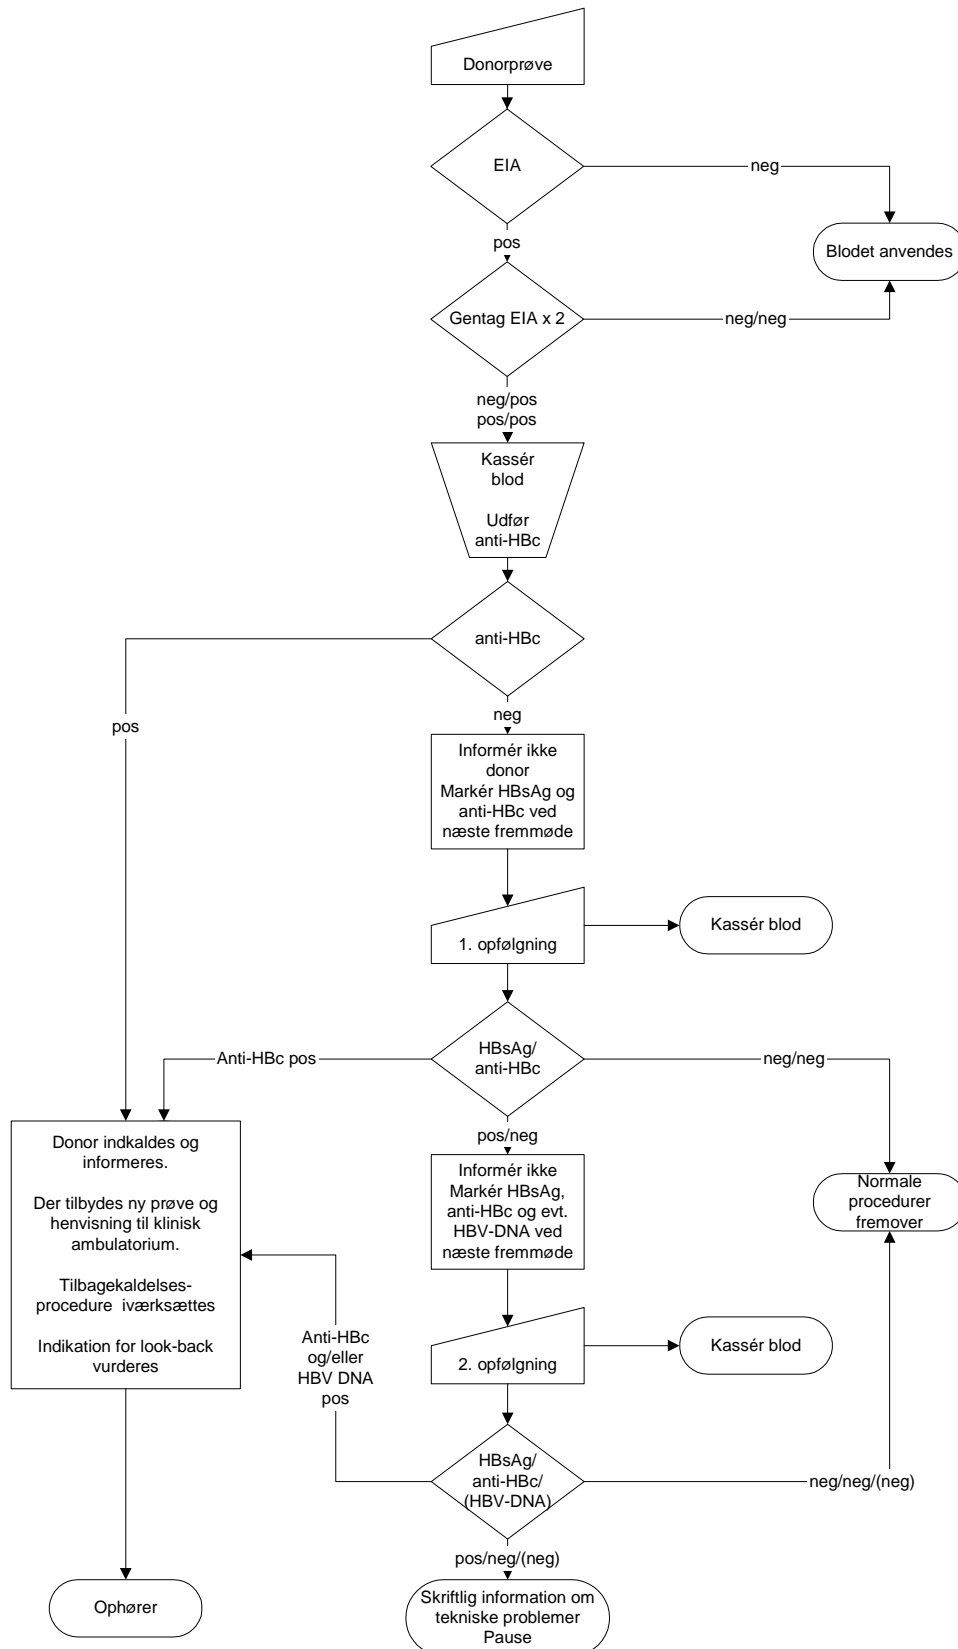 Donorprøve
EIA
neg
pos
Blodet anvendes
Gentag EIA x 2
neg/neg
neg/pos
pos/pos
Kassér
blod
Udfør
anti-HBc
anti-HBc
pos
neg
Informér ikke
donor
Markér HBsAg og
anti-HBc ved
næste fremmøde
1. opfølgning
Kassér blod
HBsAg/
anti-HBc
Anti-HBc pos
neg/neg
pos/neg
Donor indkaldes og
informeres.
Der tilbydes ny prøve og
henvisning til klinisk
ambulatorium.
Tilbagekaldelses-
procedure iværksættes
Indikation for look-back
vurderes
Informér ikke
Markér HBsAg,
anti-HBc og evt.
HBV-DNA ved
næste fremmøde
Normale
procedurer
fremover
2. opfølgning
Kassér blod
Anti-HBc
og/eller
HBV DNA
pos
HBsAg/
anti-HBc/
(HBV-DNA)
neg/neg/(neg)
pos/neg/(neg)
Ophører
Skriftlig information om
tekniske problemer
Pause